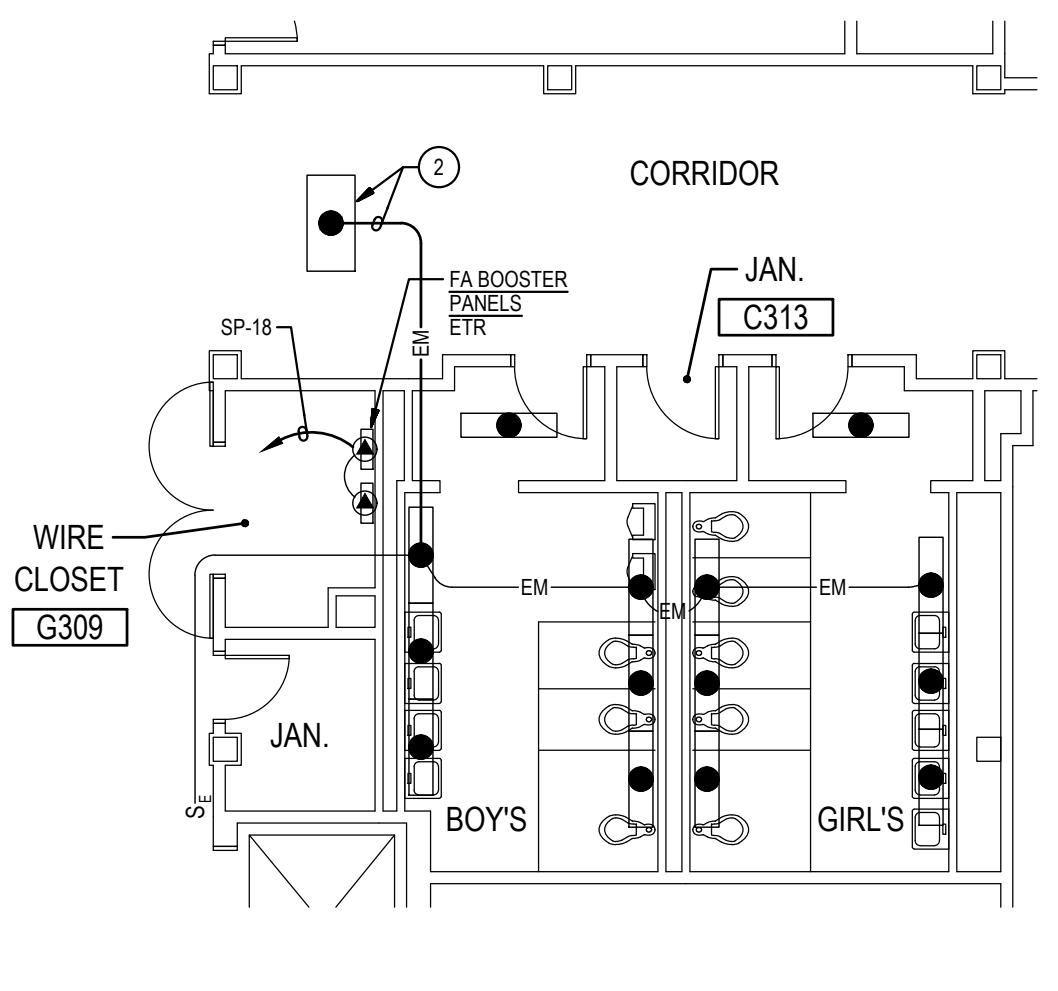 2
CORRIDOR
JAN.
C313
FA BOOSTER
PANELS
ETR
SP-18
EM
WIRE
CLOSET
G309
EM
EM
EM
JAN.
SE
BOY'S
GIRL'S